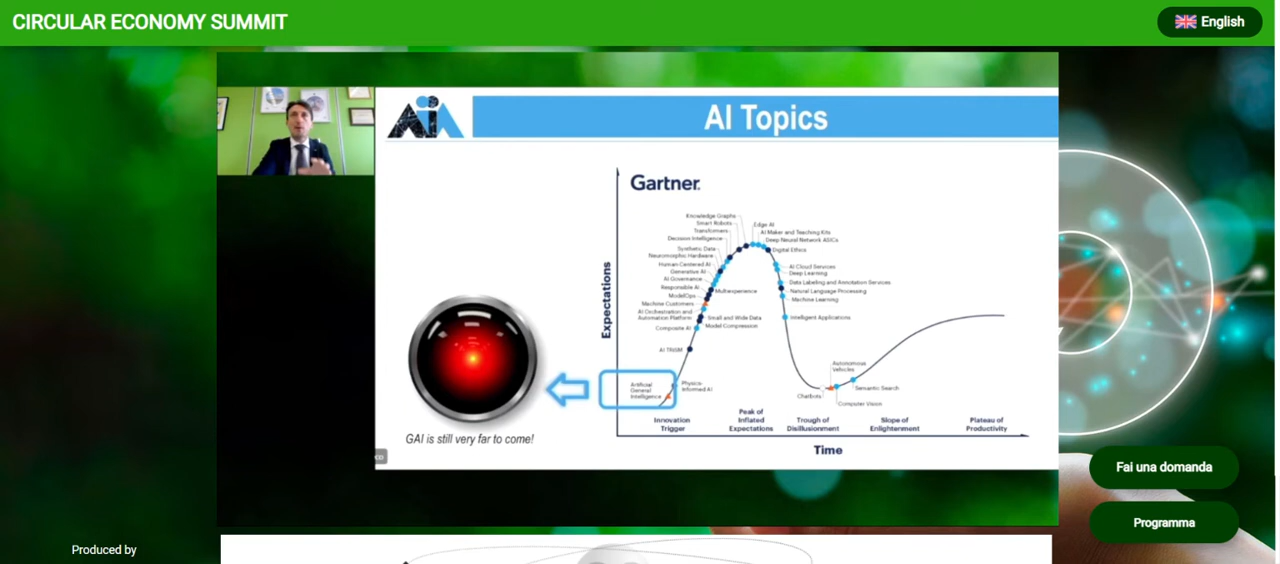 CIRCULAR ECONOMY SUMMIT
English
AIA
AI Topics
Gartner
Expectations
Knowledge Graphs
Smart Robots
Transformers
Decision Intelligence
Synthetic Data
Neuromorphic Hardware
Human-Centered AI
Generative AI
AI Governance
Responsible AI
Multiexperience
ModelOps
Machine Customers
AI Orchestration and
Automation Platform
Small and Wide Data
Composite AI
Model Compression
AI TRiSM
Artificial
General
Intelligence
Physics-
Informed AI
Edge AI
AI Maker and Teaching Kits
Deep Neural Network ASICs
Digital Ethics
AI Cloud Services
Deep Learning
Data Labeling and Annotation Services
Natural Language Processing
Machine Learning
Intelligent Applications
Autonomous
Vehicles
Semantic Search
Chatbots
Computer Vision
Innovation
Trigger
Peak of
Inflated
Expectations
Trough of
Disillusionment
Slope of
Enlightenment
Plateau of
Productivity
Time
GAI is still very far to come!
Fai una domanda
Programma
Produced by